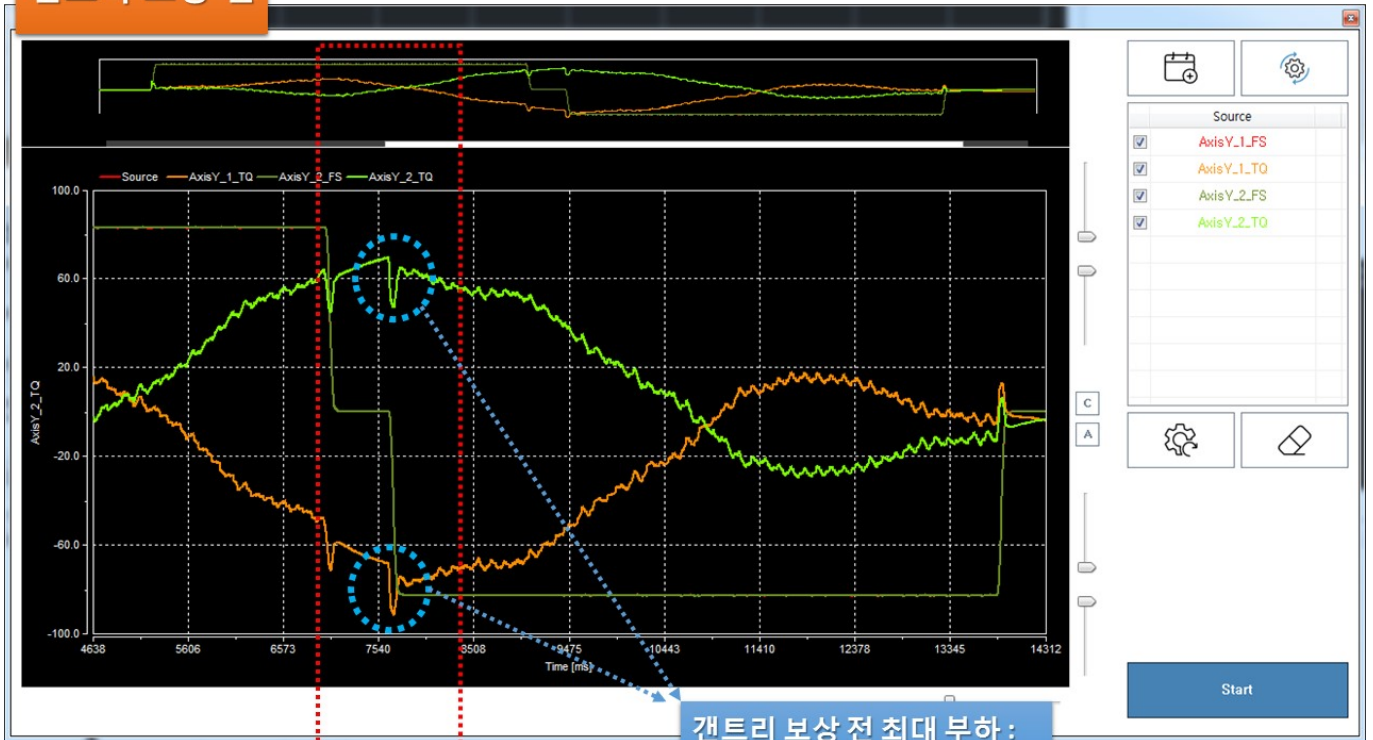 Source
AxisY_1_FS
AxisY_1_TQ
AxisY_2_FS
AxisY_2_TQ
Source AxisY_1_TQ AxisY_2_FS AxisY_2_TQ
100.0
60.0
20.0
-20.0
-60.0
-100.0
AxisY_2_TQ
4638 5606 6573 7540 8508 9475 10443 11410 12378 13345 14312
Time [ms]
C
A
Start
갠트리 보상 전 최대 부하 :